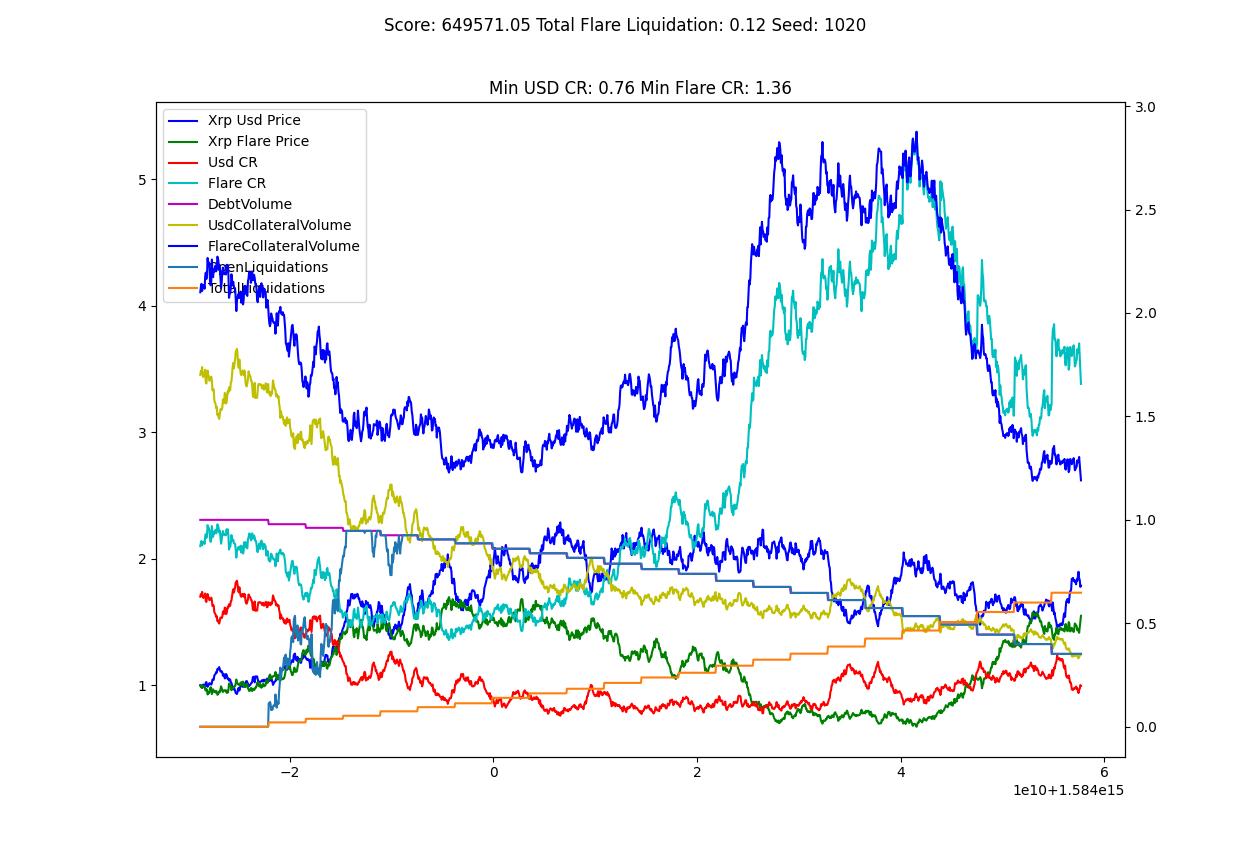 Score: 649571.05 Total Flare Liquidation: 0.12 Seed: 1020
Min USD CR: 0.76 Min Flare CR: 1.36
Xrp Usd Price
Xrp Flare Price
Usd CR
Flare CR
DebtVolume
UsdCollateralVolume
FlareCollateralVolume
OpenLiquidations
TotalLiquidations
5
4
3
2
1
3.0
2.5
2.0
1.5
1.0
0.5
0.0
−2 0 2 4 6
1e10+1.584e15